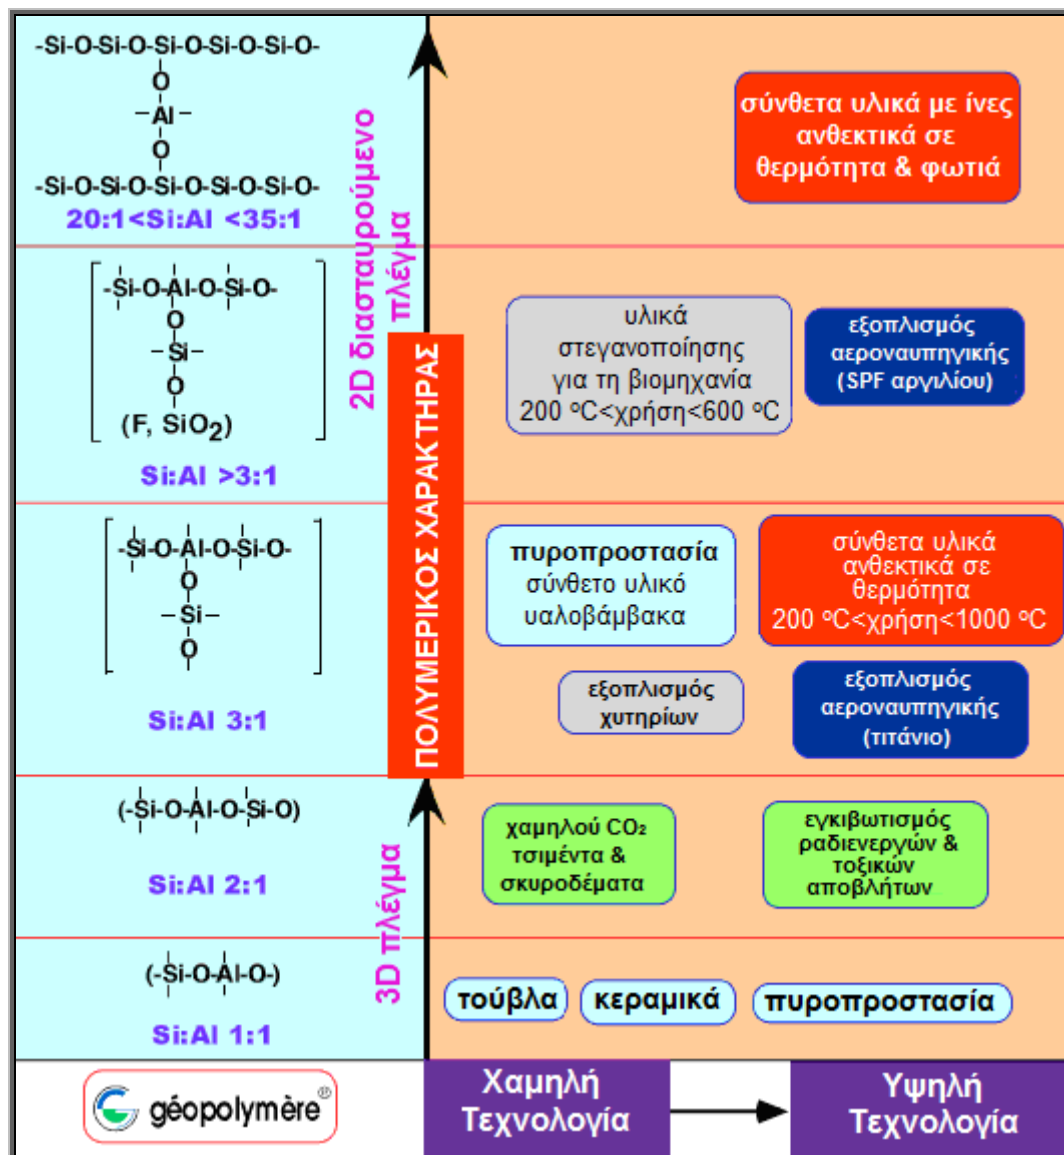 -Si-O-Si-O-Si-O-Si-O-Si-O-
O
-Al-
O
-Si-O-Si-O-Si-O-Si-O-Si-O-
20:1<Si:Al <35:1
2D διασταυρούμενο
πλέγμα
σύνθετα υλικά με ίνες
ανθεκτικά σε
θερμότητα & φωτιά
-Si-O-Al-O-Si-O-
O
-Si-
O
(F, SiO₂)
Si:Al >3:1
υλικά
στεγανοποίησης
για τη βιομηχανία
200 ºC<χρήση<600 ºC
εξοπλισμός
αεροναυπηγικής
(SPF αργιλίου)
ΠΟΛΥΜΕΡΙΚΟΣ ΧΑΡΑΚΤΗΡΑΣ
-Si-O-Al-O-Si-O-
O
-Si-
O
Si:Al 3:1
πυροπροστασία
σύνθετο υλικό
υαλοβάμβακα
σύνθετα υλικά
ανθεκτικά σε
θερμότητα
200 ºC<χρήση<1000 ºC
εξοπλισμός
χυτηρίων
εξοπλισμός
αεροναυπηγικής
(τιτάνιο)
(-Si-O-Al-O-Si-O)
Si:Al 2:1
3D πλέγμα
χαμηλού CO₂
τσιμέντα &
σκυροδέματα
εγκιβωτισμός
ραδιενεργών &
τοξικών
αποβλήτων
(-Si-O-Al-O-)
Si:Al 1:1
τούβλα
κεραμικά
πυροπροστασία
géopolymère®
Χαμηλή
Τεχνολογία
Υψηλή
Τεχνολογία